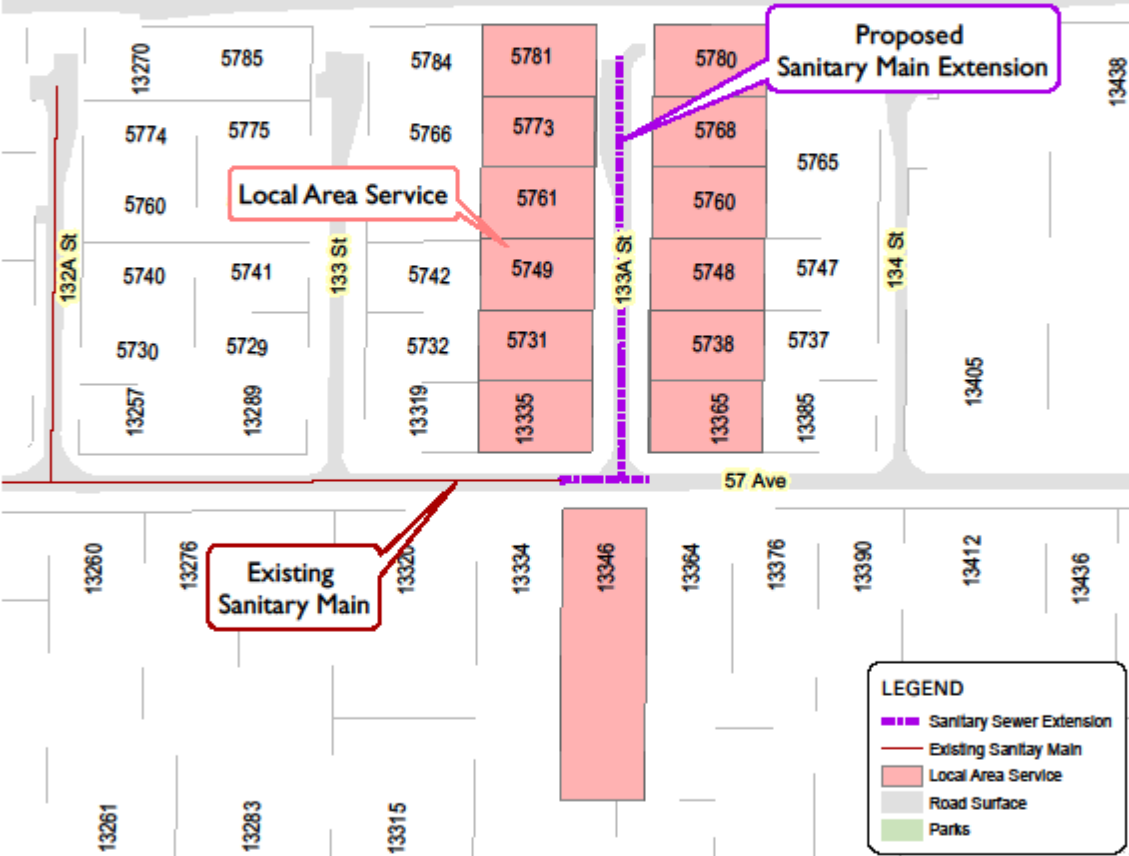 Proposed
Sanitary Main Extension
13270
5785
5784
5781
5780
13438
5774
5775
5766
5773
5768
5765
Local Area Service
5760
5761
5760
132A St
133 St
133A St
134 St
5740
5741
5742
5749
5748
5747
5730
5729
5732
5731
5738
5737
13405
13257
13289
13319
13335
13365
13385
57 Ave
13260
13276
Existing
Sanitary Main
13320
13334
13346
13364
13376
13390
13412
13436
13261
13283
13315
LEGEND
Sanitary Sewer Extension
Existing Sanitay Main
Local Area Service
Road Surface
Parks